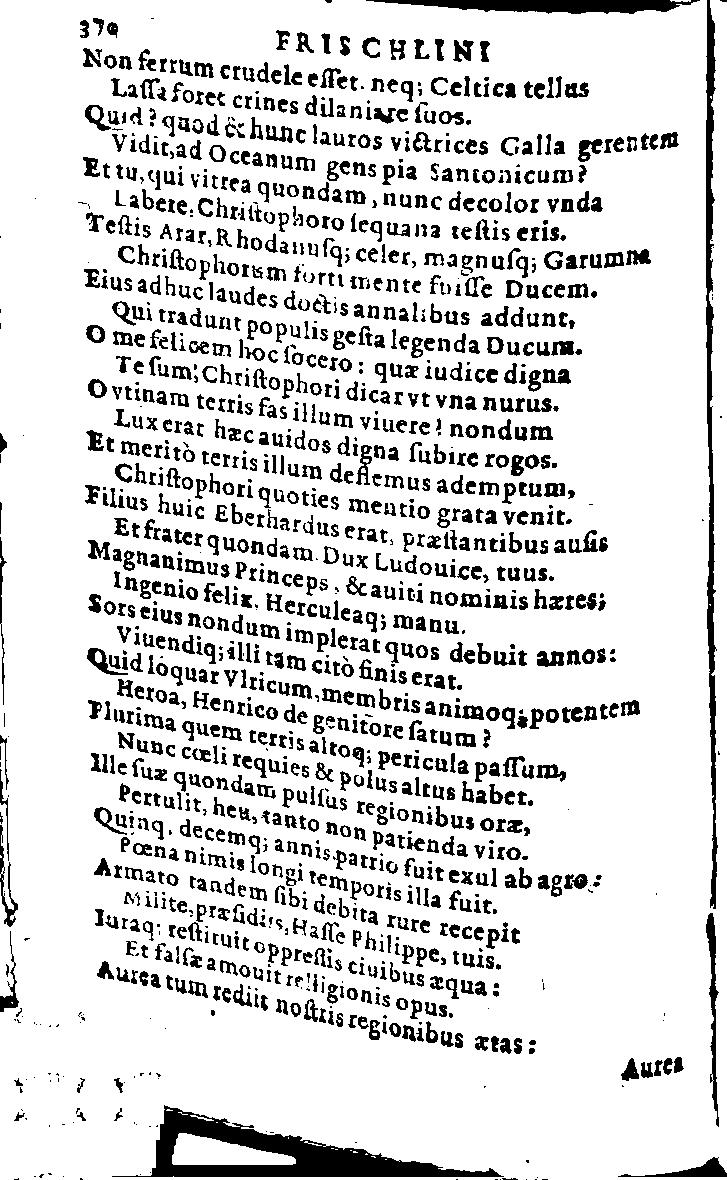 370
FRISCHLINI
Non ferrum crudele eſſet. neq; Celtica tellus
Laſſa foret crines dilaniare ſuos.
Quid? quod & hunc lauros victrices Galla gerentem
Vidit, ad Oceanum gens pia Santonicum?
Et tu, qui vitrea quondam, nunc decolor vnda
Labere, Chriſtophoro ſequana teſtis eris.
Teſtis Arar, Rhodanuſq; celer, magnuſq; Garumna
Chriſtophorum forti mente fuiſſe Ducem.
Eius adhuc laudes doctis annalibus addunt,
Qui tradunt populis geſta legenda Ducum.
O me felicem hoc ſocero: quæ iudice digna
Te ſum, Chriſtophori dicar vt vna nurus.
O vtinam terris fas illum viuere! nondum
Lux erat hæc auidos digna ſubire rogos.
Et meritò terris illum deflemus ademptum,
Chriſtophori quoties mentio grata venit.
Filius huic Eberhardus erat, præſtantibus auſis
Et frater quondam Dux Ludouice, tuus.
Magnanimus Princeps, & auiti nominis hæres;
Ingenio felix, Herculeaq; manu.
Sors eius nondum implerat quos debuit annos:
Viuendiq; illi tam citò finis erat.
Quid loquar Vlricum, membris animoq; potentem
Heroa, Henrico de genitore ſatum?
Plurima quem terris altoq; pericula paſſum,
Nunc cœli requies & polus altus habet.
Ille ſuæ quondam pulſus regionibus oræ,
Pertulit, heu, tanto non patienda viro.
Quinq, decemq; annis patrio fuit exul ab agro:
Pœna nimis longi temporis illa fuit.
Armato tandem ſibi debita rure recepit
Milite, præſidiis, Haſſe Philippe, tuis.
Iuraq; reſtituit oppreſſis ciuibus æqua:
Et falſæ amouit relligionis opus.
Aurea tum rediit noſtris regionibus ætas:
Aurea